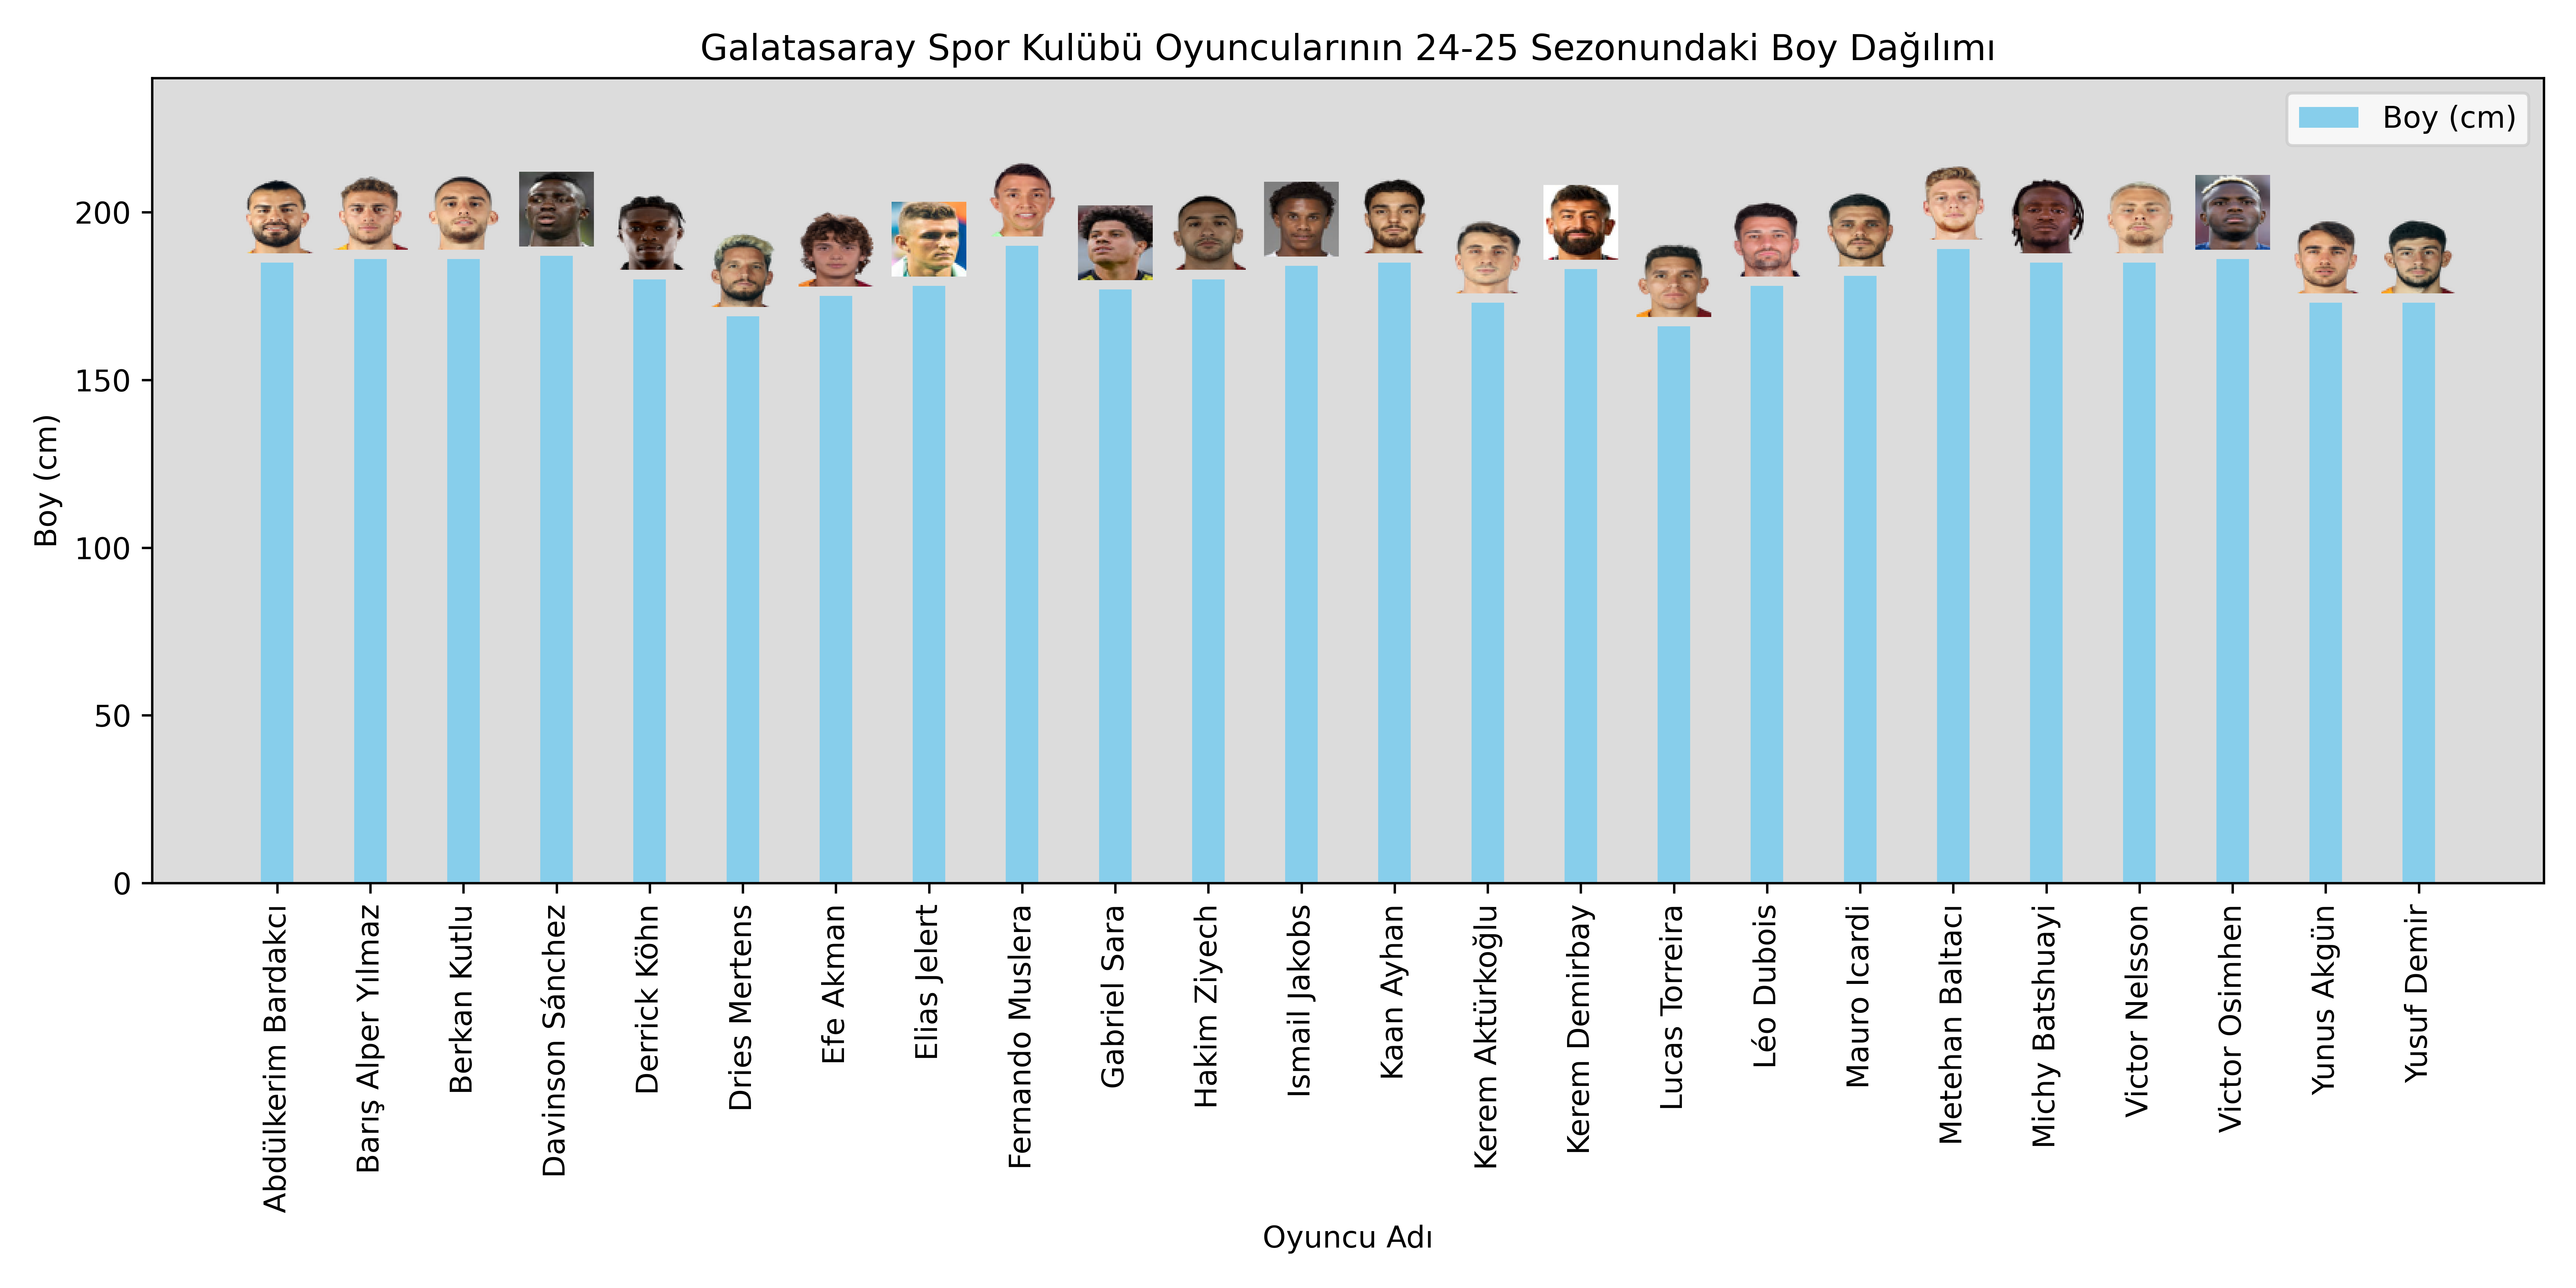 Galatasaray Spor Kulübü Oyuncularının 24-25 Sezonundaki Boy Dağılımı
Boy (cm)
Boy (cm)
200
150
100
50
0
Abdülkerim Bardakcı
Barış Alper Yılmaz
Berkan Kutlu
Davinson Sánchez
Derrick Köhn
Dries Mertens
Efe Akman
Elias Jelert
Fernando Muslera
Gabriel Sara
Hakim Ziyech
Ismail Jakobs
Kaan Ayhan
Kerem Aktürkoğlu
Kerem Demirbay
Lucas Torreira
Léo Dubois
Mauro Icardi
Metehan Baltacı
Michy Batshuayi
Victor Nelsson
Victor Osimhen
Yunus Akgün
Yusuf Demir
Oyuncu Adı